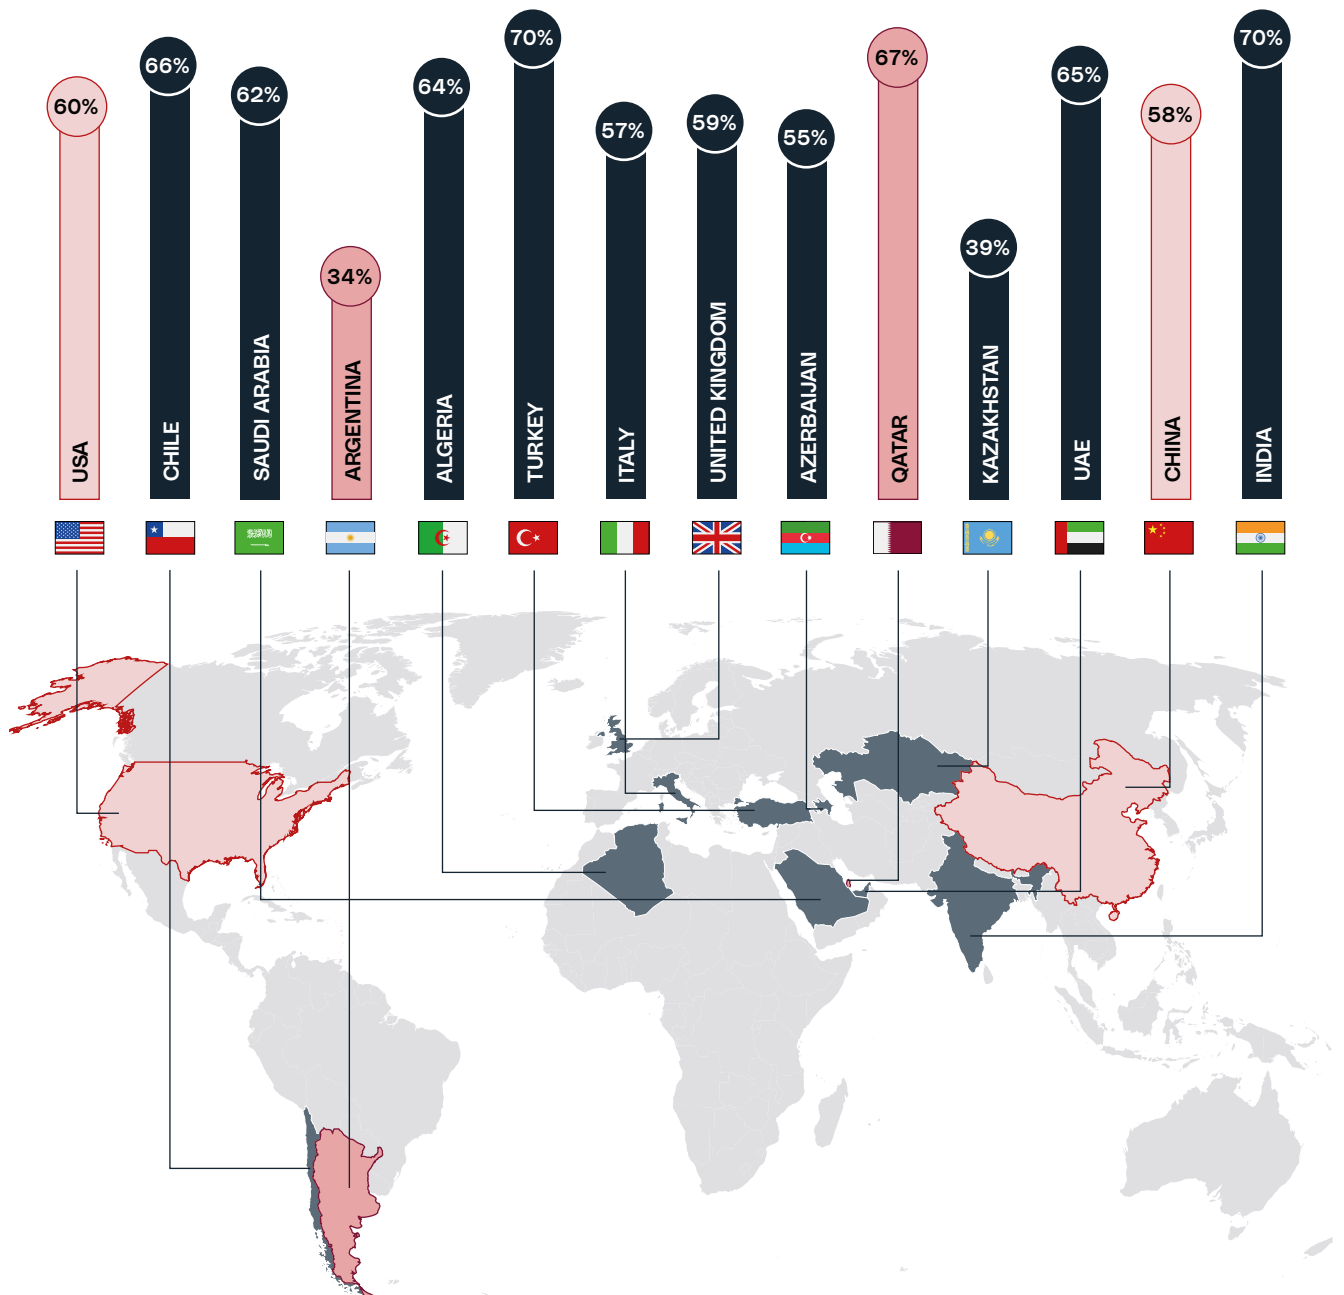 60%
66%
62%
34%
64%
70%
57%
59%
55%
67%
39%
65%
58%
70%
USA
CHILE
SAUDI ARABIA
ARGENTINA
ALGERIA
TURKEY
ITALY
UNITED KINGDOM
AZERBAIJAN
QATAR
KAZAKHSTAN
UAE
CHINA
INDIA